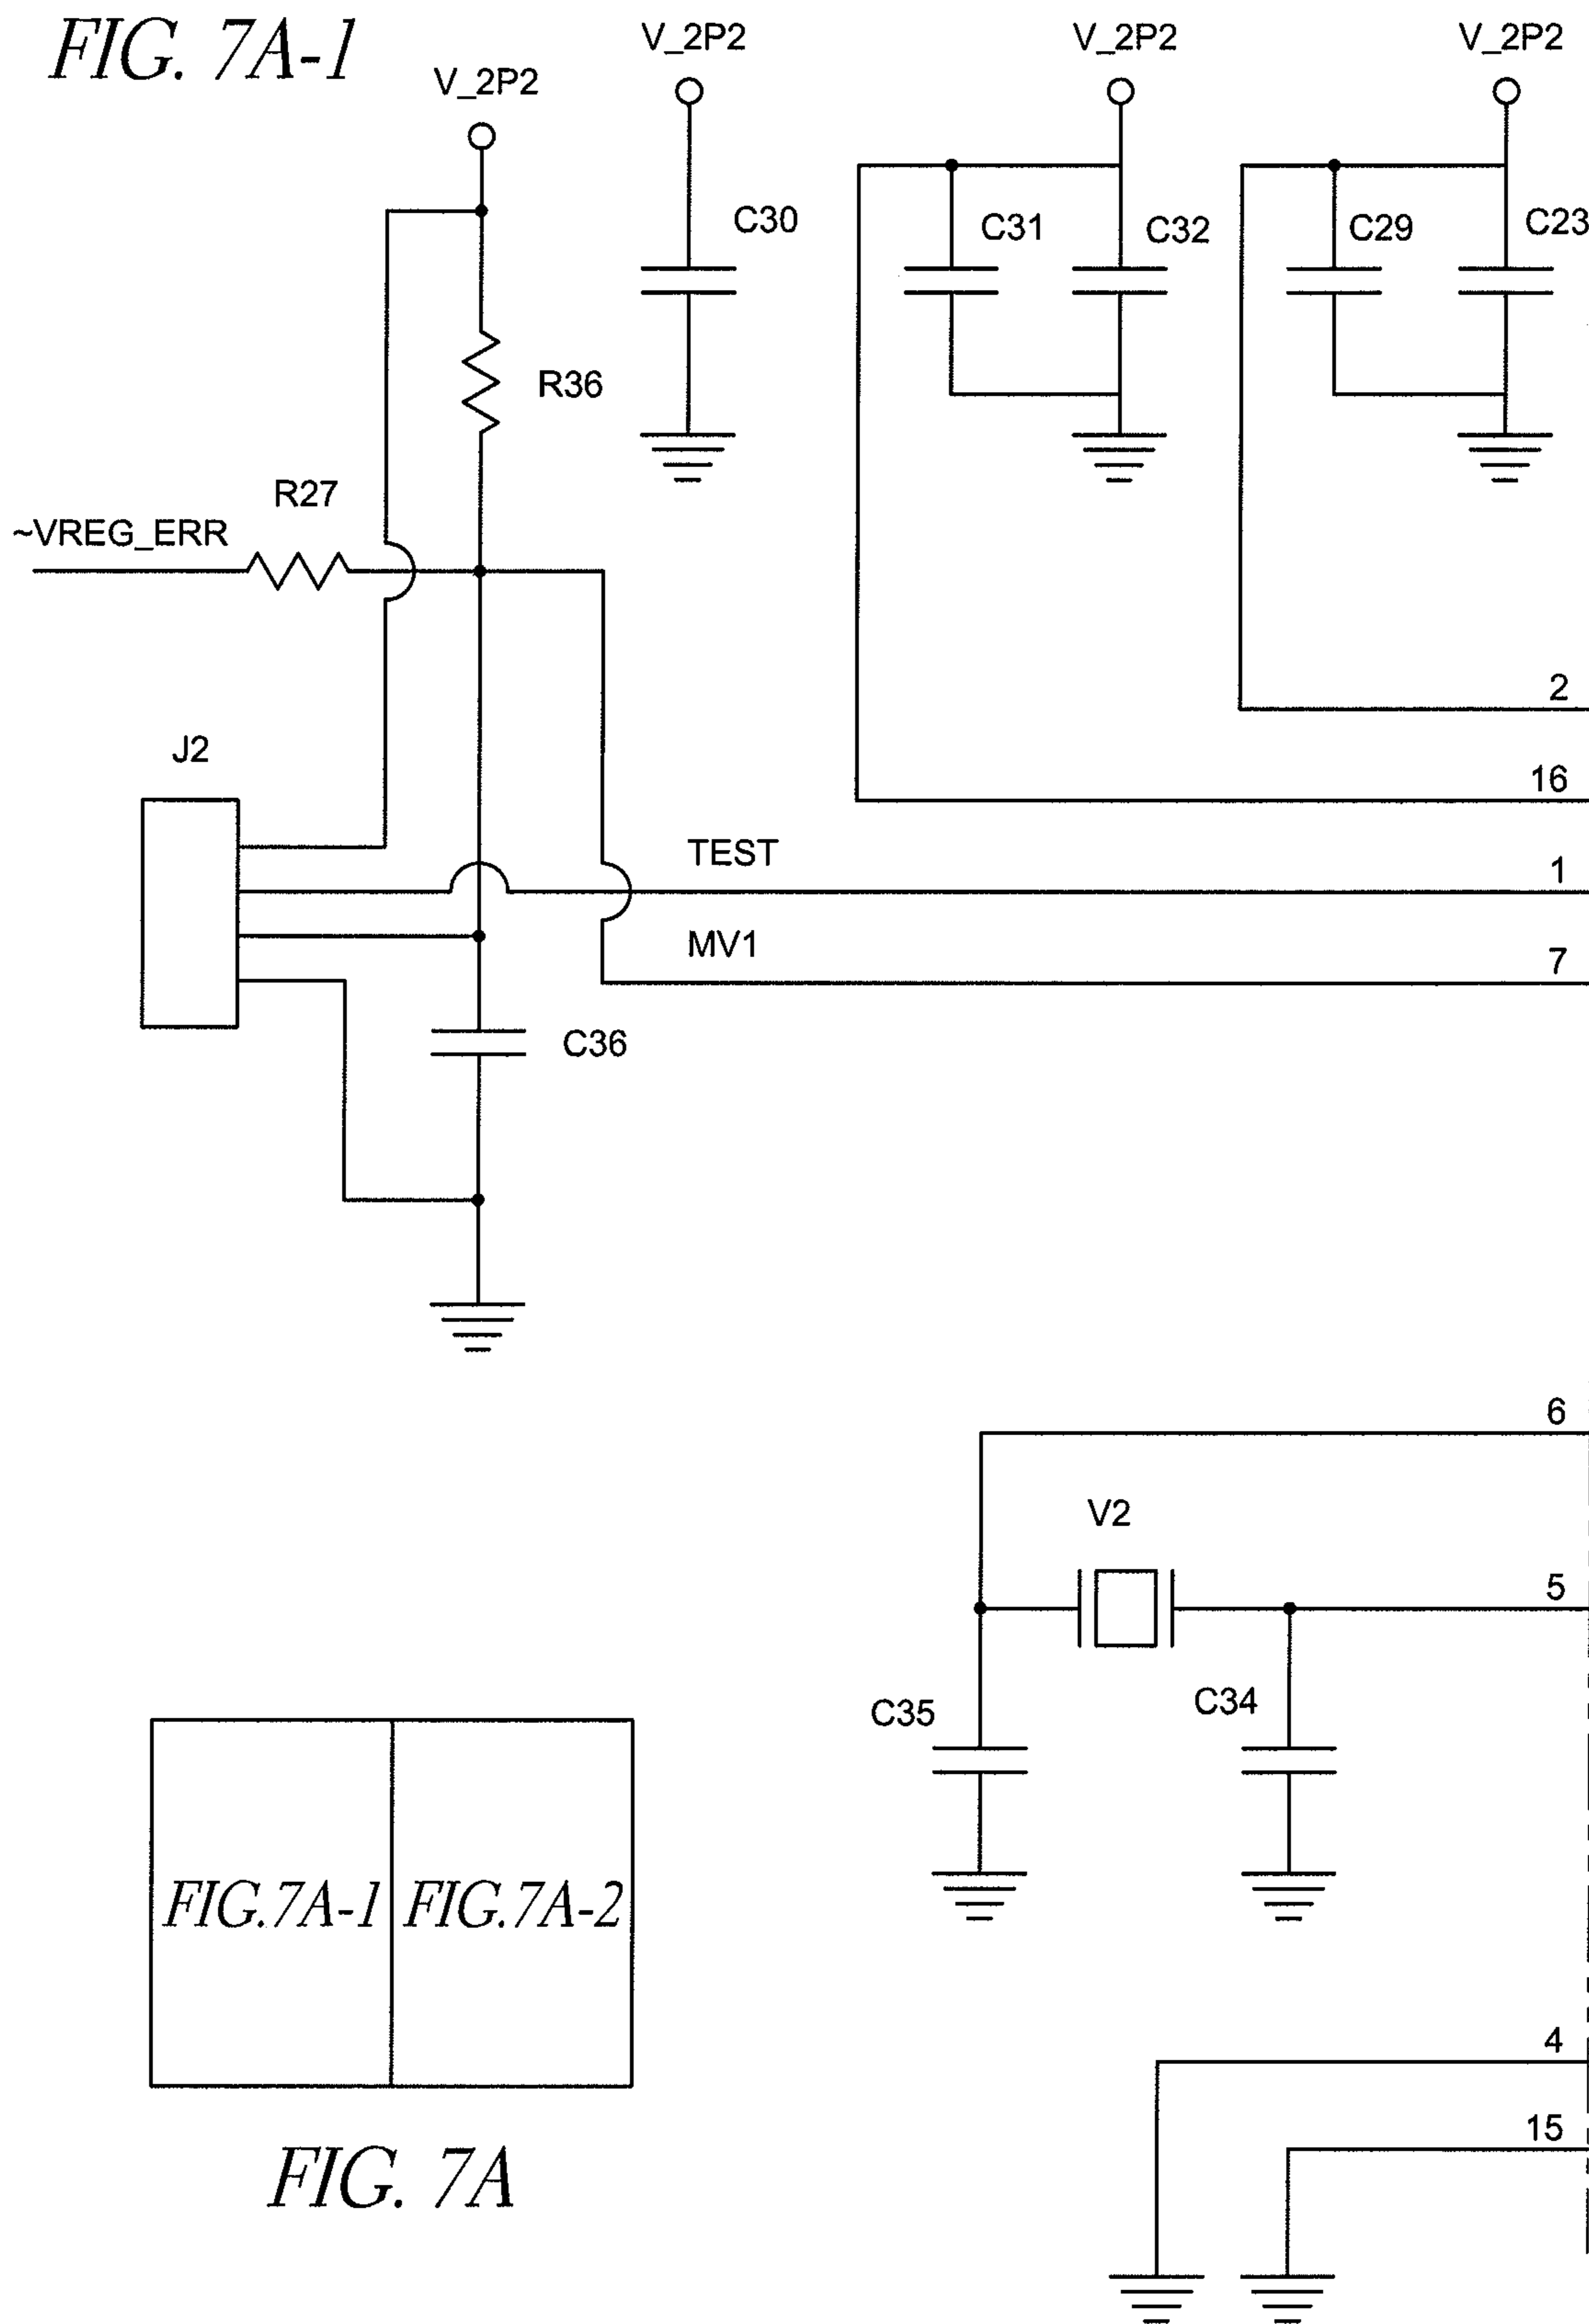 FIG. 7A-1
V_2P2
V_2P2
V_2P2
V_2P2
C30
C31
C32
C29
C23
R36
R27
~VREG_ERR
2
J2
16
TEST
1
MV1
7
C36
6
V2
5
C35
C34
FIG.7A-1
FIG.7A-2
4
15
FIG. 7A